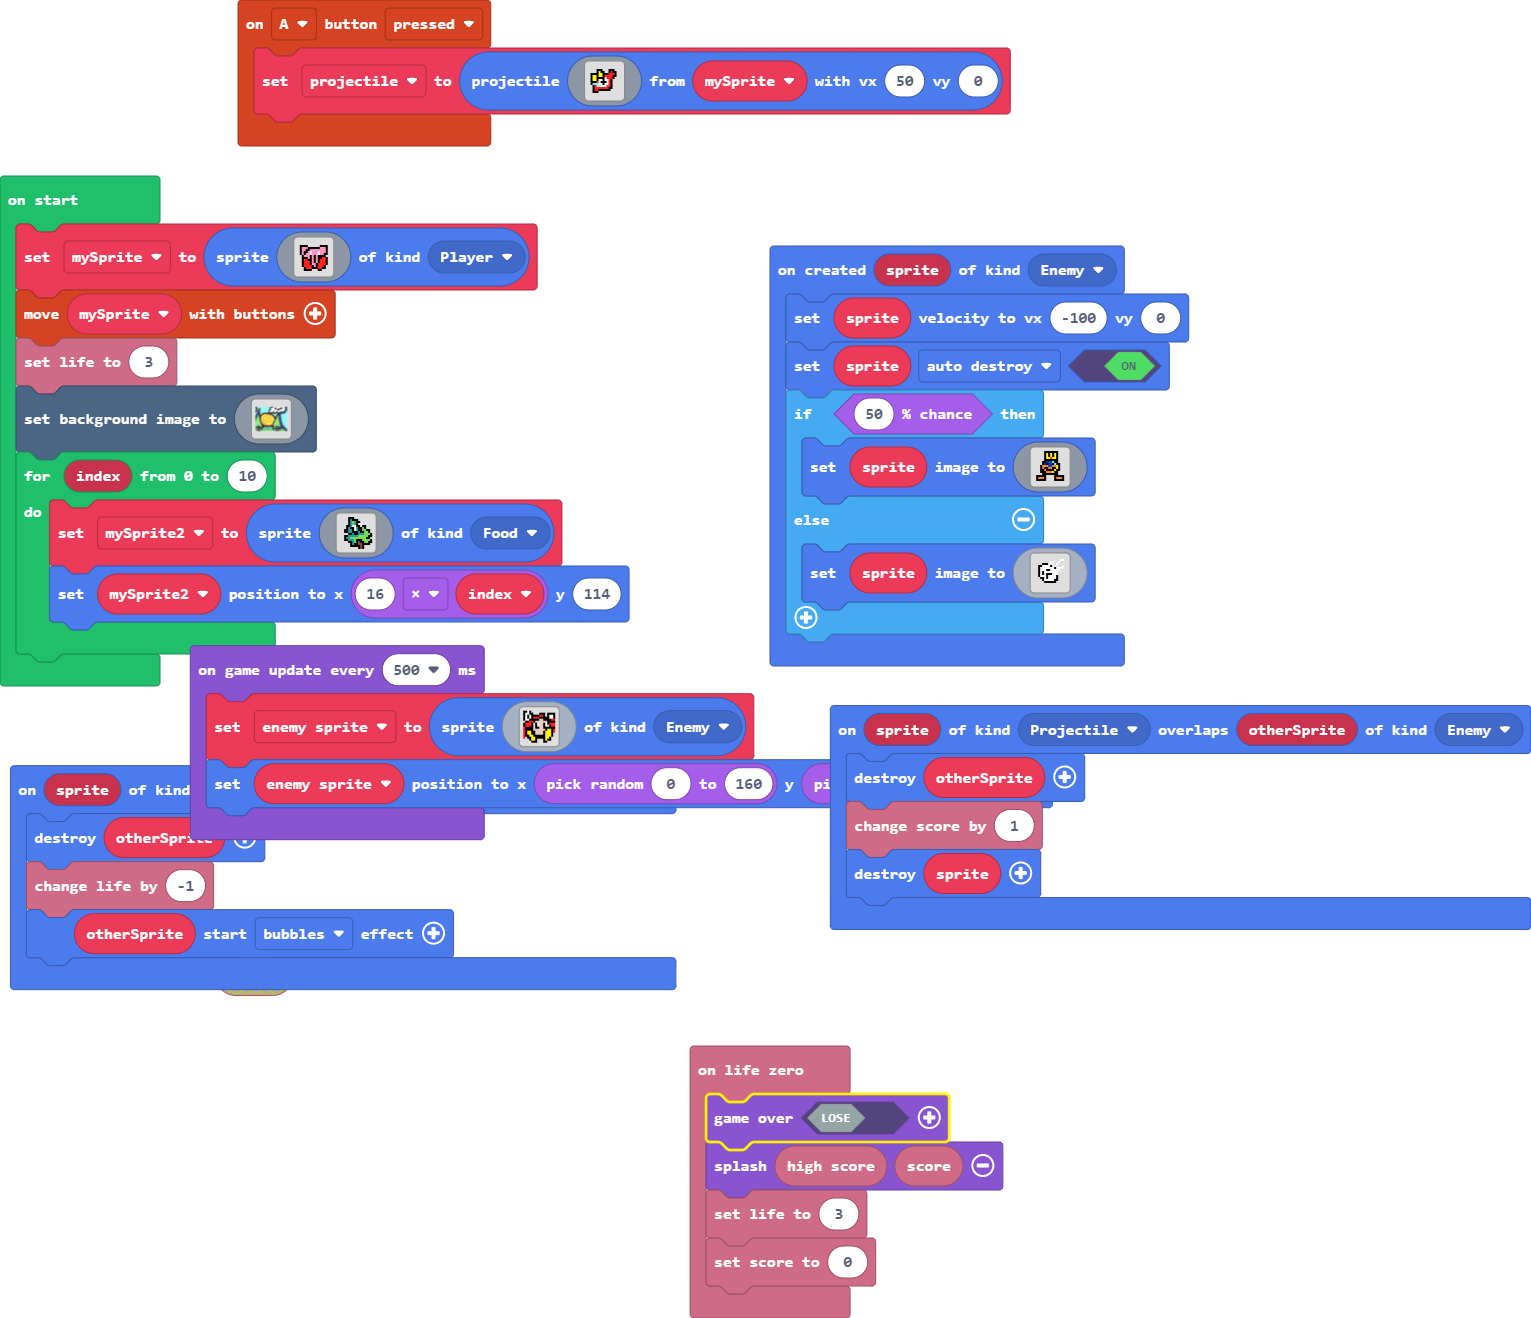 on A button pressed
set projectile to projectile from mySprite with vx 50 vy 0
on start
set mySprite to sprite of kind Player
move mySprite with buttons
set life to 3
set background image to
for index from 0 to 10
do
set mySprite2 to sprite of kind Food
set mySprite2 position to x 16 × index y 114
on created sprite of kind Enemy
set sprite velocity to vx -100 vy 0
set sprite auto destroy ON
if 50 % chance then
set sprite image to
else
set sprite image to
on game update every 500 ms
set enemy sprite to sprite of kind Enemy
set enemy sprite position to x pick random 0 to 160 y
on sprite of kind
destroy otherSprite
change life by -1
otherSprite start bubbles effect
on sprite of kind Projectile overlaps otherSprite of kind Enemy
destroy otherSprite
change score by 1
destroy sprite
on life zero
game over LOSE
splash high score score
set life to 3
set score to 0